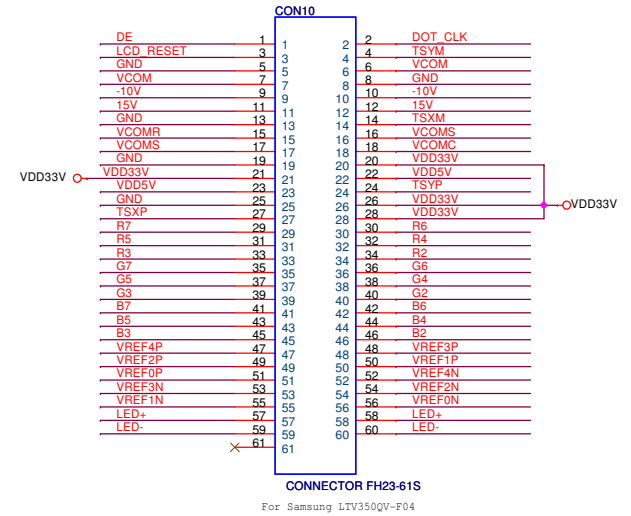 CON10
DE 1 1 2 2 DOT_CLK
LCD_RESET 3 3 4 4 TSYM
GND 5 5 6 6 VCOM
VCOM 7 7 8 8 GND
-10V 9 9 10 10 -10V
15V 11 11 12 12 15V
GND 13 13 14 14 TSXM
VCOMR 15 15 16 16 VCOMS
VCOMS 17 17 18 18 VCOMC
GND 19 19 20 20 VDD33V
VDD33V VDD33V 21 21 22 22 VDD5V
VDD5V 23 23 24 24 TSYP
GND 25 25 26 26 VDD33V VDD33V
TSXP 27 27 28 28 VDD33V
R7 29 29 30 30 R6
R5 31 31 32 32 R4
R3 33 33 34 34 R2
G7 35 35 36 36 G6
G5 37 37 38 38 G4
G3 39 39 40 40 G2
B7 41 41 42 42 B6
B5 43 43 44 44 B4
B3 45 45 46 46 B2
VREF4P 47 47 48 48 VREF3P
VREF2P 49 49 50 50 VREF1P
VREF0P 51 51 52 52 VREF4N
VREF3N 53 53 54 54 VREF2N
VREF1N 55 55 56 56 VREF0N
LED+ 57 57 58 58 LED+
LED- 59 59 60 60 LED-
61 61
CONNECTOR FH23-61S
For Samsung LTV350QV-F04